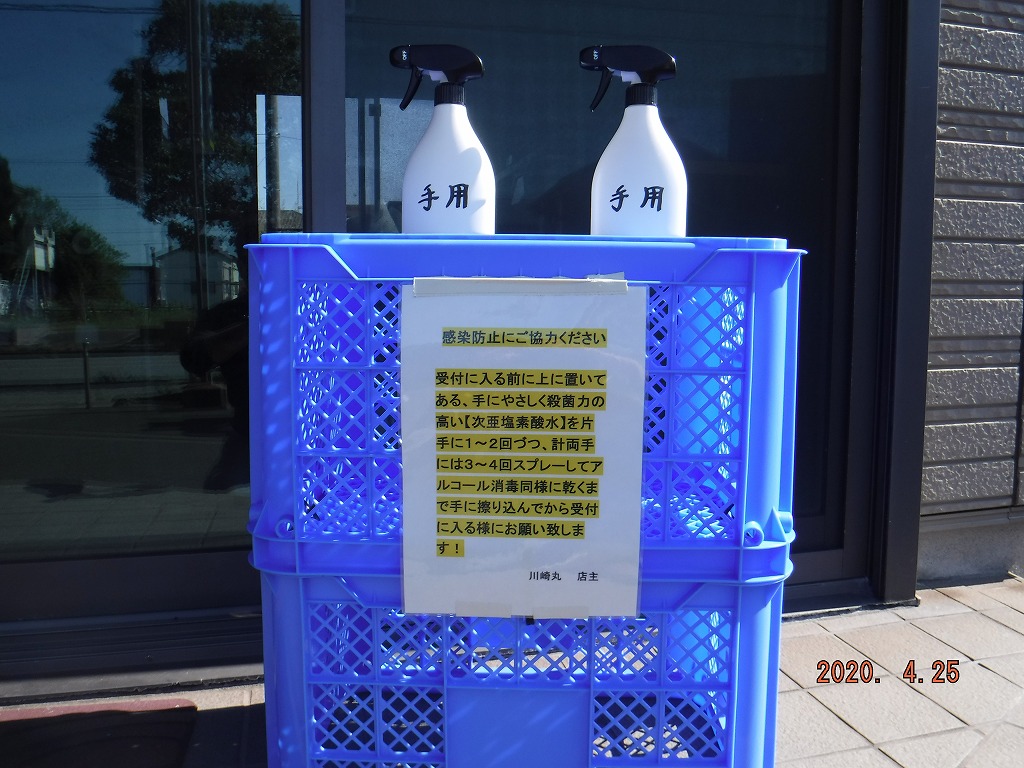 手用
手用
感染防止にご協力ください
受付に入る前に上に置いて
ある、手にやさしく殺菌力の
高い【次亜塩素酸水】を片
手に１～２回づつ、計両手
には３～４回スプレーしてア
ルコール消毒同様に乾くま
で手に擦り込んでから受付
に入る様にお願い致しま
す！
川崎丸　店主
2020. 4.25